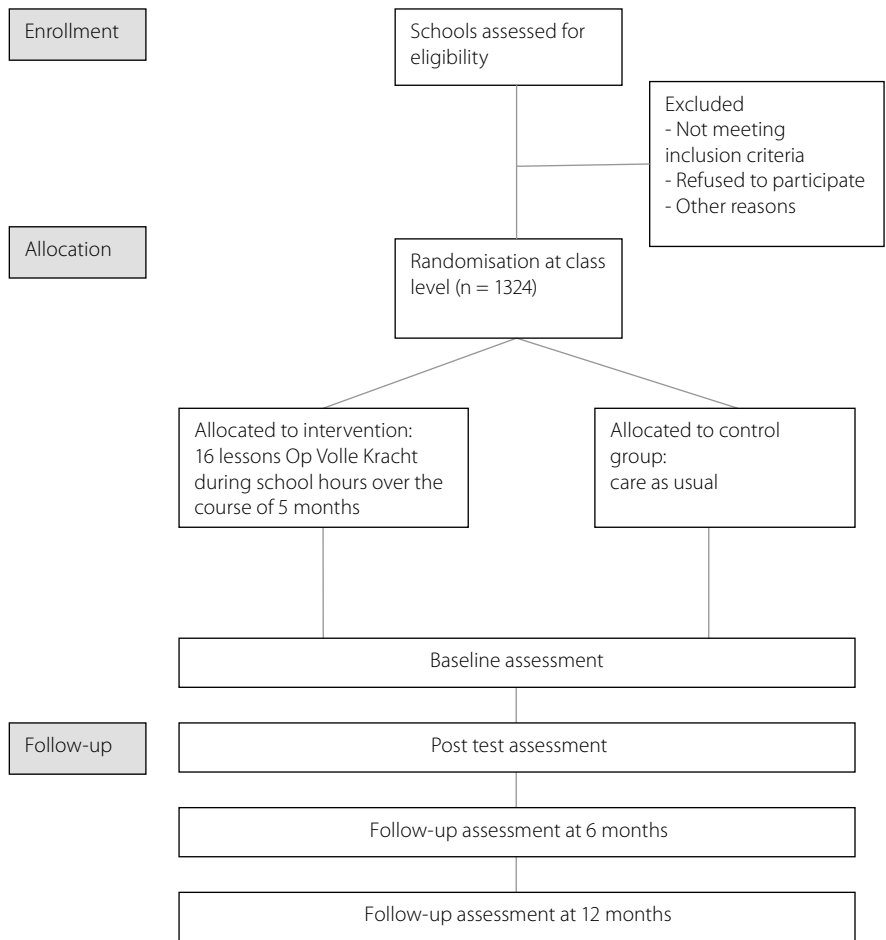 Enrollment
Schools assessed for
eligibility
Excluded
- Not meeting
inclusion criteria
- Refused to participate
- Other reasons
Allocation
Randomisation at class
level (n = 1324)
Allocated to intervention:
16 lessons Op Volle Kracht
during school hours over the
course of 5 months
Allocated to control
group:
care as usual
Baseline assessment
Follow-up
Post test assessment
Follow-up assessment at 6 months
Follow-up assessment at 12 months